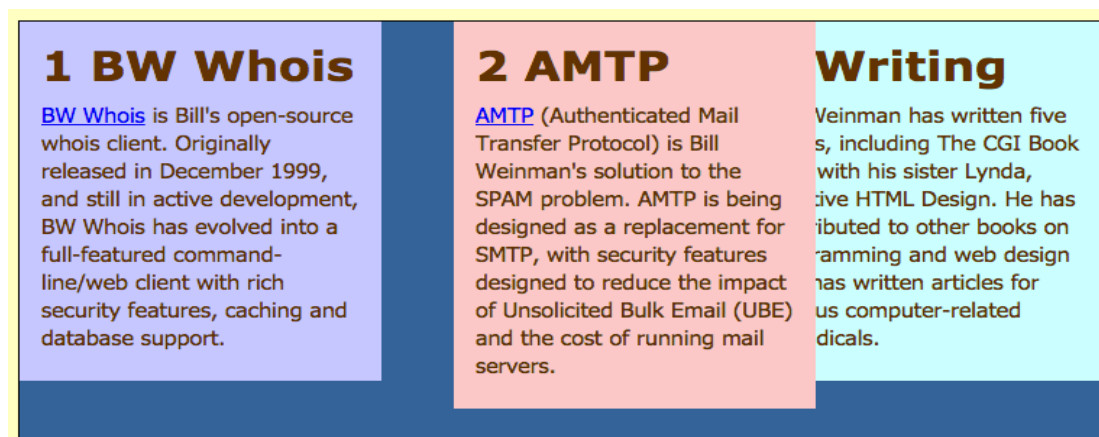 1 BW Whois
BW Whois is Bill's open-source
whois client. Originally
released in December 1999,
and still in active development,
BW Whois has evolved into a
full-featured command-
line/web client with rich
security features, caching and
database support.
2 AMTP
AMTP (Authenticated Mail
Transfer Protocol) is Bill
Weinman's solution to the
SPAM problem. AMTP is being
designed as a replacement for
SMTP, with security features
designed to reduce the impact
of Unsolicited Bulk Email (UBE)
and the cost of running mail
servers.
Writing
Weinman has written five
s, including The CGI Book
with his sister Lynda,
tive HTML Design. He has
ributed to other books on
ramming and web design
has written articles for
us computer-related
dicals.